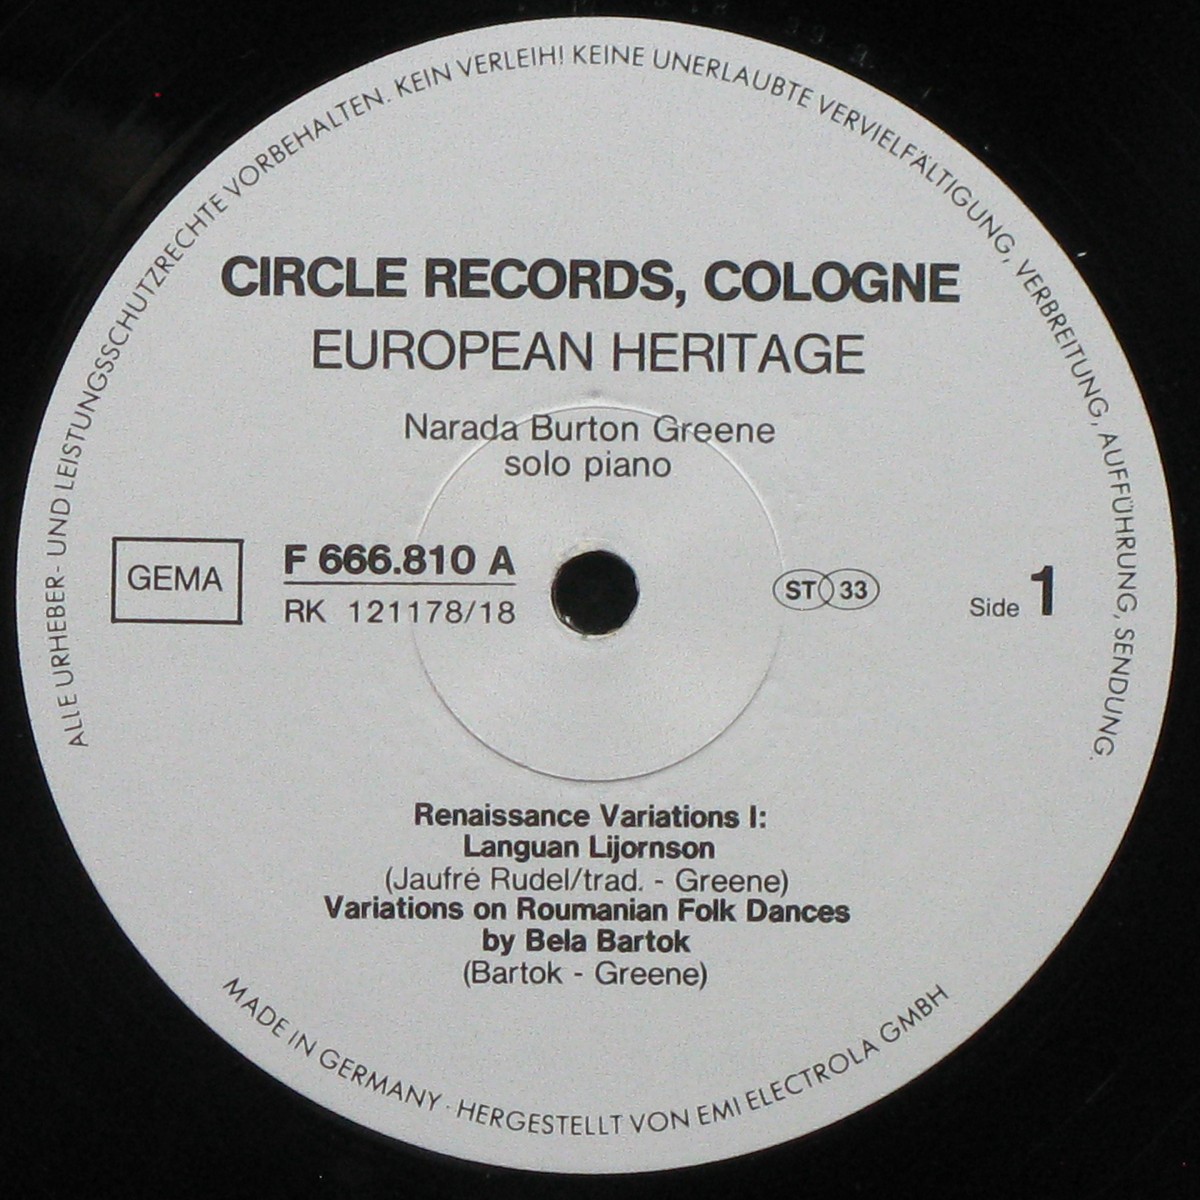 ALLE URHEBER- UND LEISTUNGSSCHUTZRECHTE VORBEHALTEN. KEIN VERLEIH! KEINE UNERLAUBTE VERVIELFÄLTIGUNG, VERBREITUNG, AUFFÜHRUNG, SENDUNG.
CIRCLE RECORDS, COLOGNE
EUROPEAN HERITAGE
Narada Burton Greene
solo piano
GEMA
F 666.810 A
RK 121178/18
ST 33
Side 1
Renaissance Variations I:
Languan Lijornson
(Jaufré Rudel/trad. - Greene)
Variations on Roumanian Folk Dances
by Bela Bartok
(Bartok - Greene)
MADE IN GERMANY · HERGESTELLT VON EMI ELECTROLA GMBH